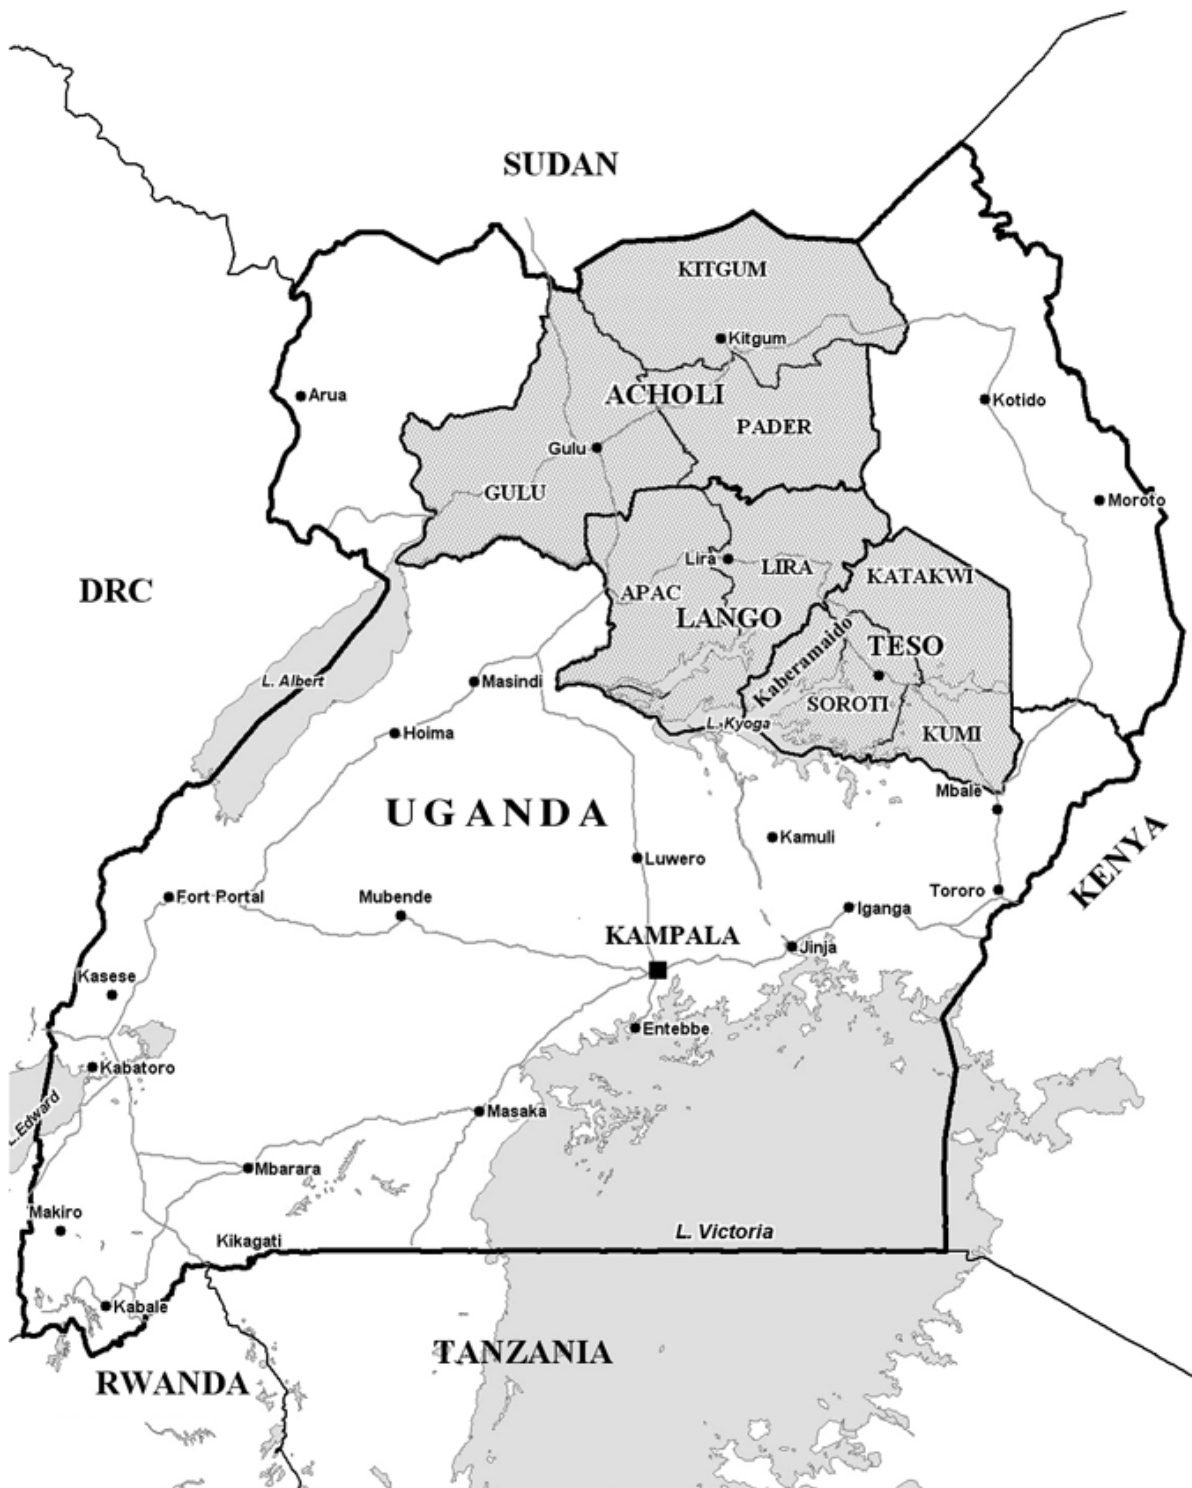 SUDAN
KITGUM
Kitgum
Arua
ACHOLI
Kotido
PADER
Gulu
GULU
Moroto
Lira
LIRA
KATAKWI
DRC
APAC
LANGO
Kaberamaido
TESO
L. Albert
Masindi
SOROTI
L. Kyoga
Hoima
KUMI
Mbale
UGANDA
Kamuli
KENYA
Luwero
Fort Portal
Mubende
Tororo
Iganga
KAMPALA
Jinja
Kasese
Entebbe
Kabatoro
L.Edward
Masaka
Mbarara
Makiro
Kikagati
L. Victoria
Kabale
TANZANIA
RWANDA